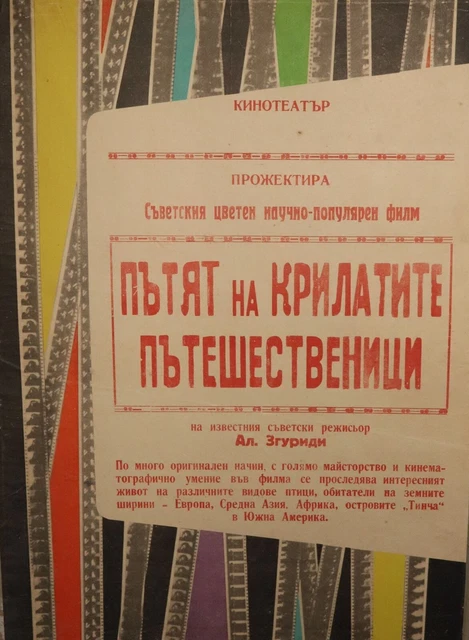 КИНОТЕАТЪР
ПРОЖЕКТИРА
Съветския цветен научно-популярен филм
ПЪТЯТ НА КРИЛАТИТЕ
ПЪТЕШЕСТВЕНИЦИ
на известния съветски режисьор
Ал. Згуриди
По много оригинален начин, с голямо майсторство и кинема-
тографично умение във филма се проследява интересният
живот на различните видове птици, обитатели на земните
ширини – Европа, Средна Азия, Африка, островите „Тинча“
в Южна Америка.